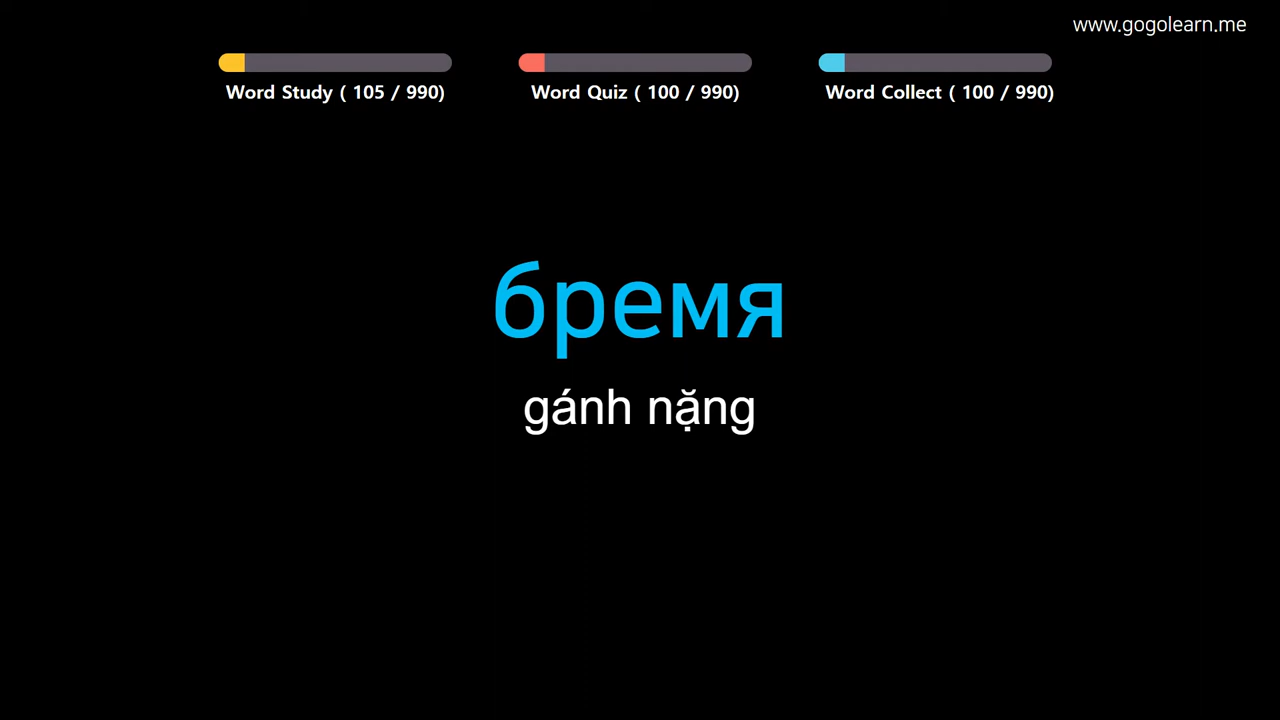 www.gogolearn.me
Word Study ( 105 / 990)
Word Quiz ( 100 / 990)
Word Collect ( 100 / 990)
бремя
gánh nặng